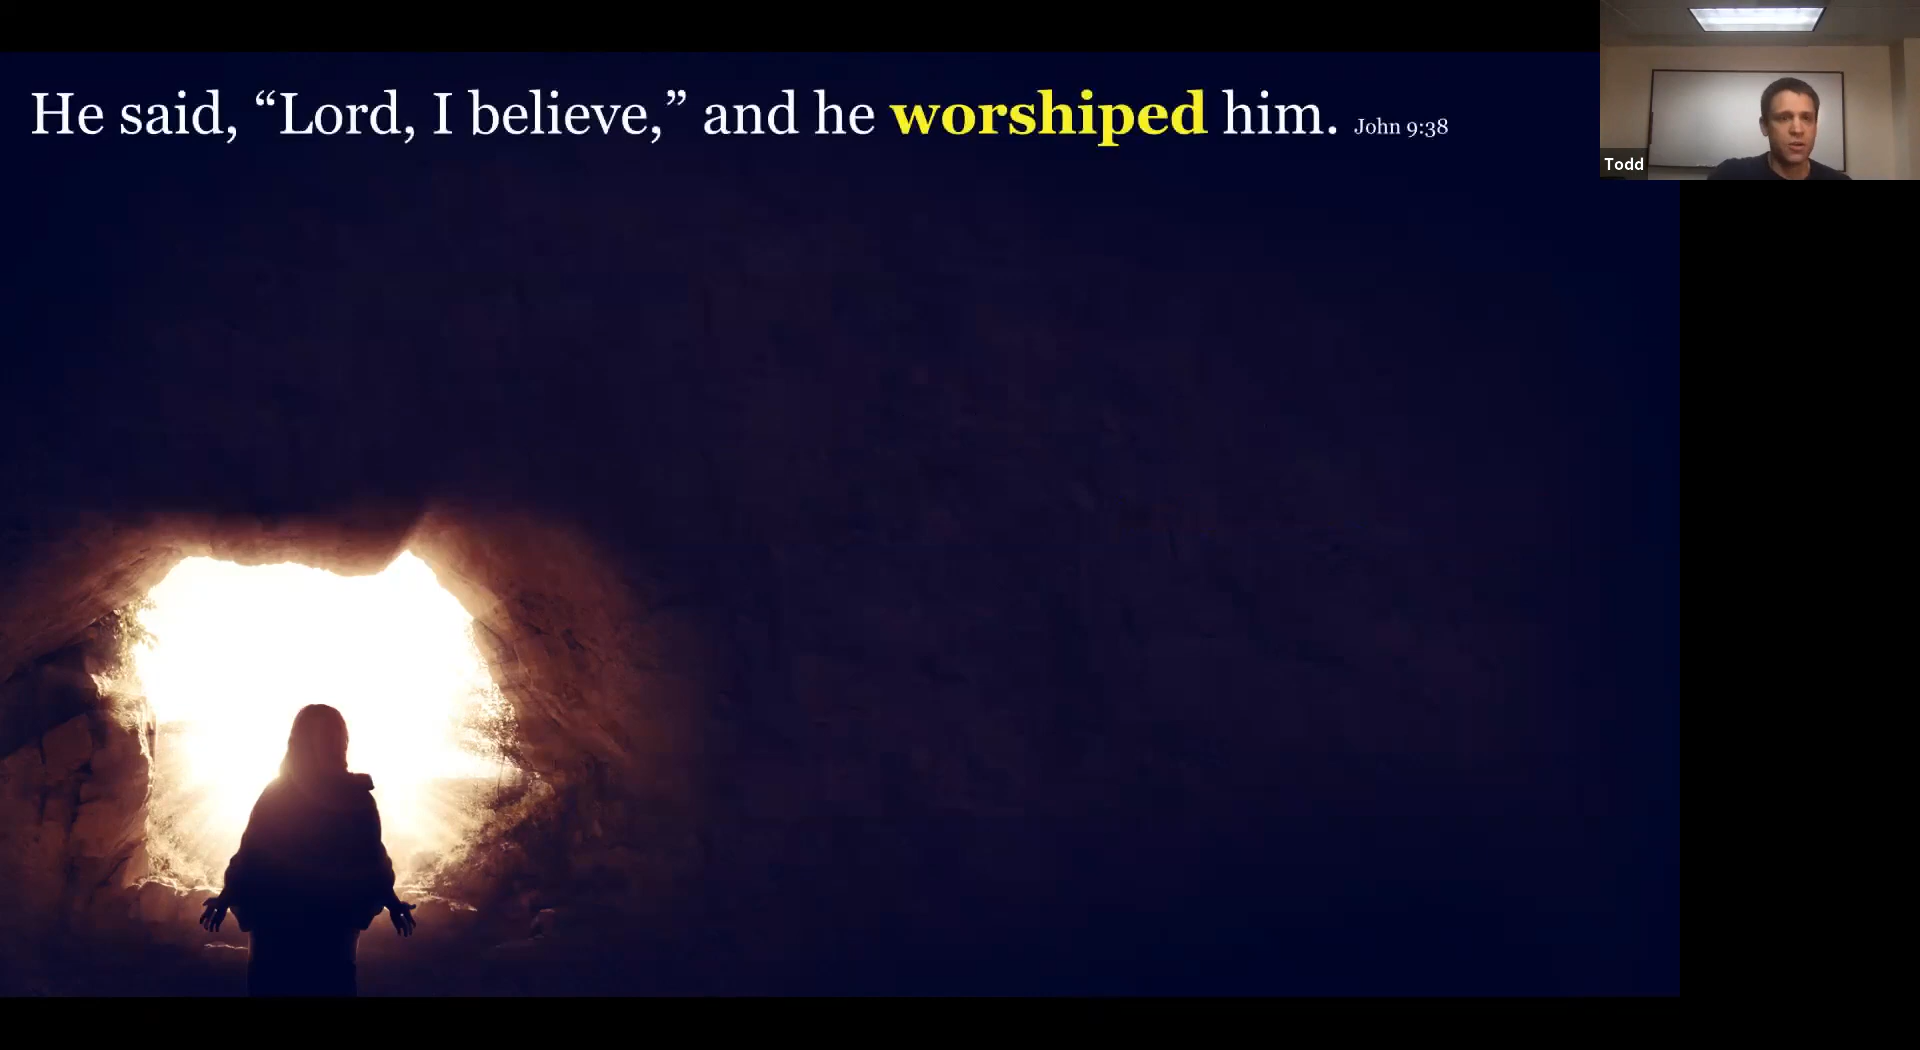 He said, “Lord, I believe,” and he worshiped him. John 9:38
Todd